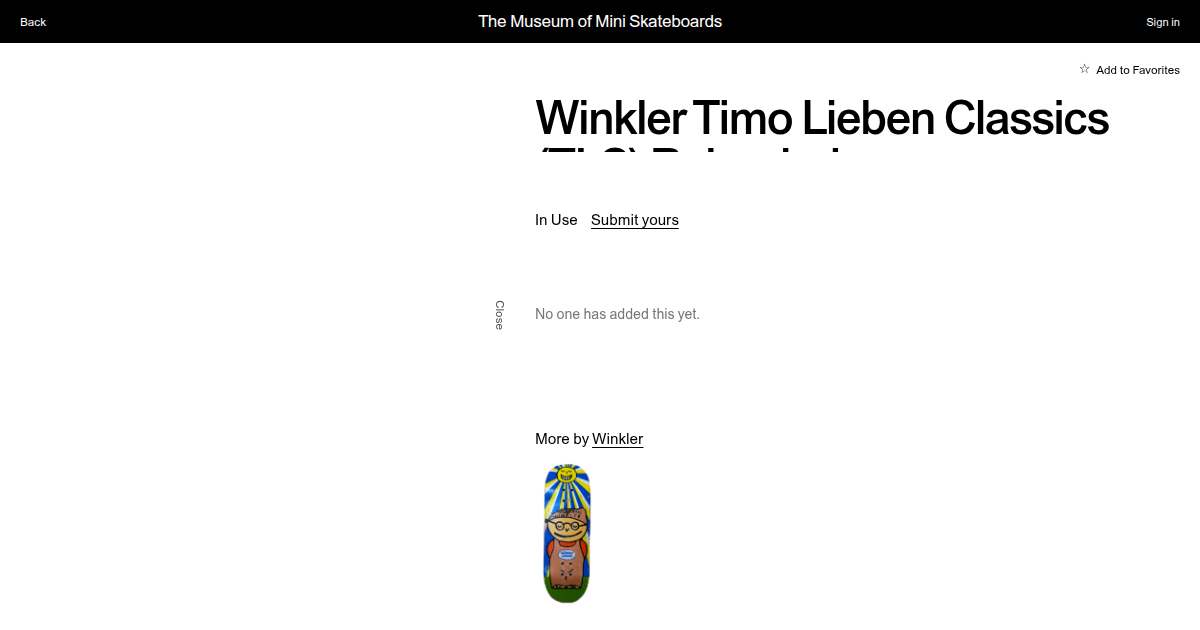 Back
The Museum of Mini Skateboards
Sign in
☆ Add to Favorites
Winkler Timo Lieben Classics
In Use Submit yours
Close
No one has added this yet.
More by Winkler